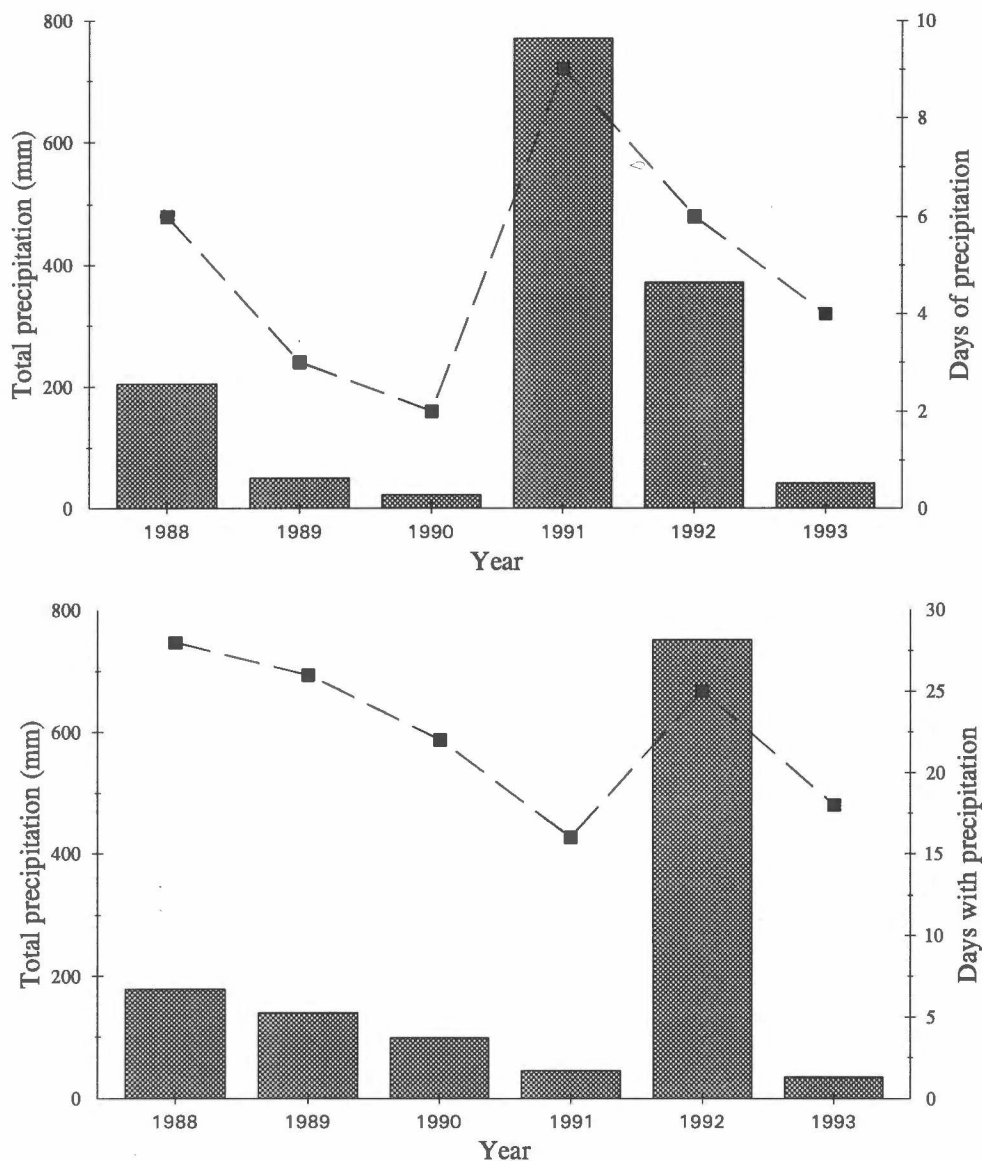 800
600
400
200
0
Total precipitation (mm)
10
8
6
4
2
0
Days of precipitation
1988 1989 1990 1991 1992 1993
Year
800
600
400
200
0
Total precipitation (mm)
30
25
20
15
10
5
0
Days with precipitation
1988 1989 1990 1991 1992 1993
Year